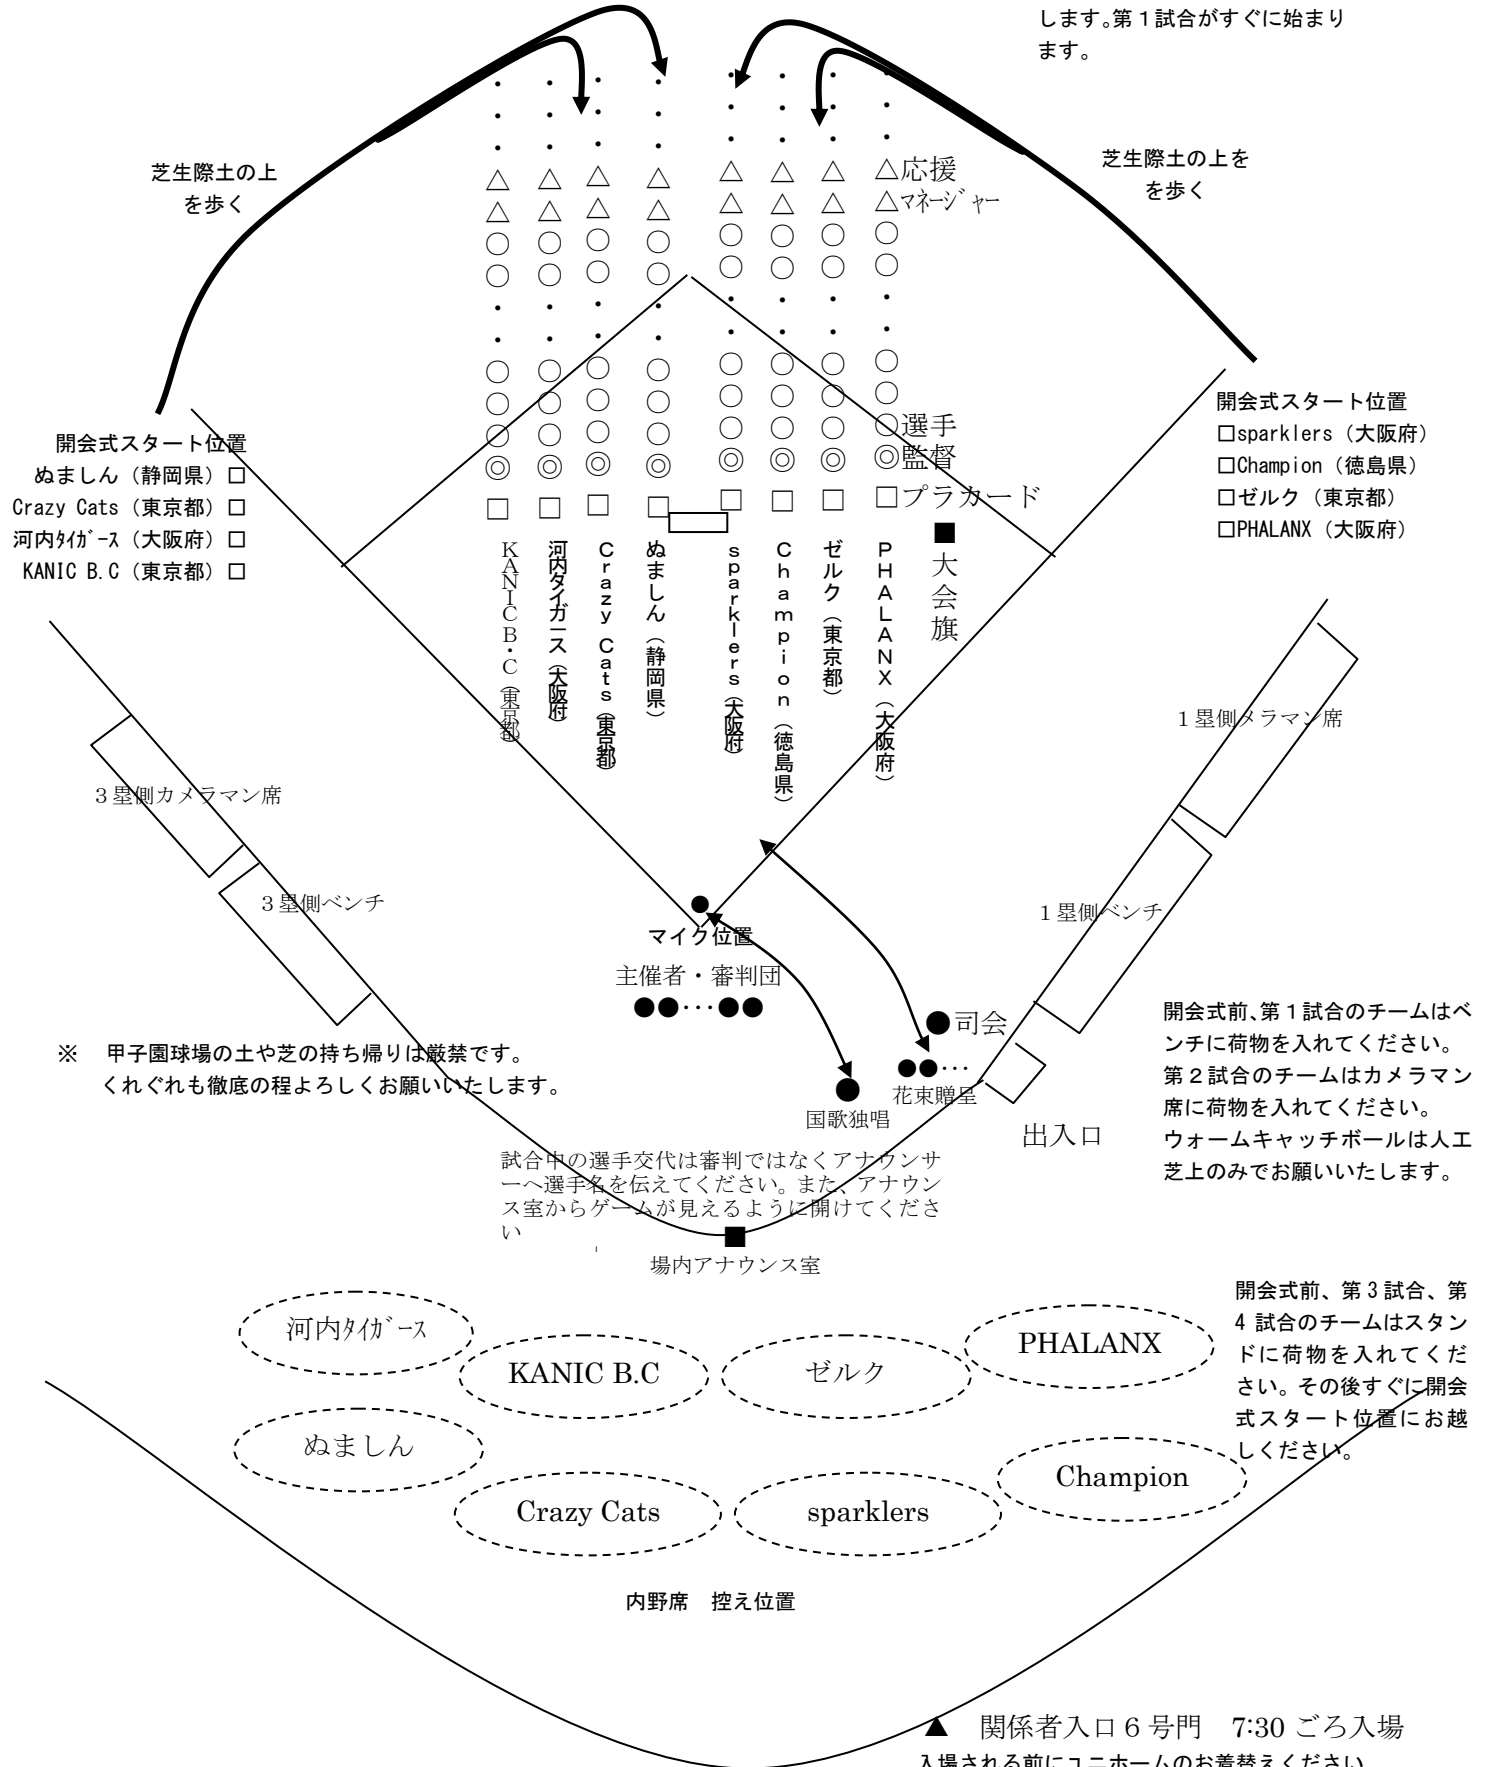 します。第1試合がすぐに始まり
ます。
芝生際土の上
を歩く
芝生際土の上を
を歩く
△応援
△マネージャー
○選手
◎監督
□プラカード
■
大会旗
開会式スタート位置
ぬましん（静岡県）□
Crazy Cats（東京都）□
河内ﾀｲｶﾞｰｽ（大阪府）□
KANIC B.C（東京都）□
開会式スタート位置
□sparklers（大阪府）
□Champion（徳島県）
□ゼルク（東京都）
□PHALANX（大阪府）
KANIC B・C（東京都）
河内タイガース（大阪府）
Crazy Cats（東京都）
ぬましん（静岡県）
sparklers（大阪府）
Champion（徳島県）
ゼルク（東京都）
PHALANX（大阪府）
３塁側カメラマン席
１塁側メラマン席
３塁側ベンチ
１塁側ベンチ
マイク位置
主催者・審判団
●●…●●
●司会
●●…
花束贈呈
国歌独唱
出入口
※　甲子園球場の土や芝の持ち帰りは厳禁です。
くれぐれも徹底の程よろしくお願いいたします。
開会式前、第１試合のチームはベ
ンチに荷物を入れてください。
第２試合のチームはカメラマン
席に荷物を入れてください。
ウォームキャッチボールは人工
芝上のみでお願いいたします。
試合中の選手交代は審判ではなくアナウンサ
ーへ選手名を伝えてください。また、アナウン
ス室からゲームが見えるように開けてくださ
い
場内アナウンス室
開会式前、第３試合、第
４試合のチームはスタン
ドに荷物を入れてくだ
さい。その後すぐに開会
式スタート位置にお越
しください。
河内ﾀｲｶﾞｰｽ
KANIC B.C
ゼルク
PHALANX
ぬましん
Crazy Cats
sparklers
Champion
内野席　控え位置
▲　関係者入口６号門　7:30 ごろ入場
入場される前にユニホームのお着替えください